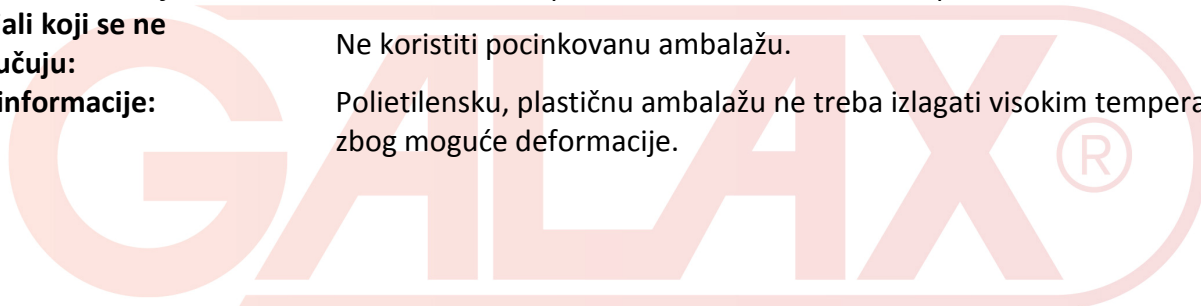 ali koji se ne
učuju:
Ne koristiti pocinkovanu ambalažu.
informacije:
Polietilensku, plastičnu ambalažu ne treba izlagati visokim tempera
zbog moguće deformacije.
GALAX®